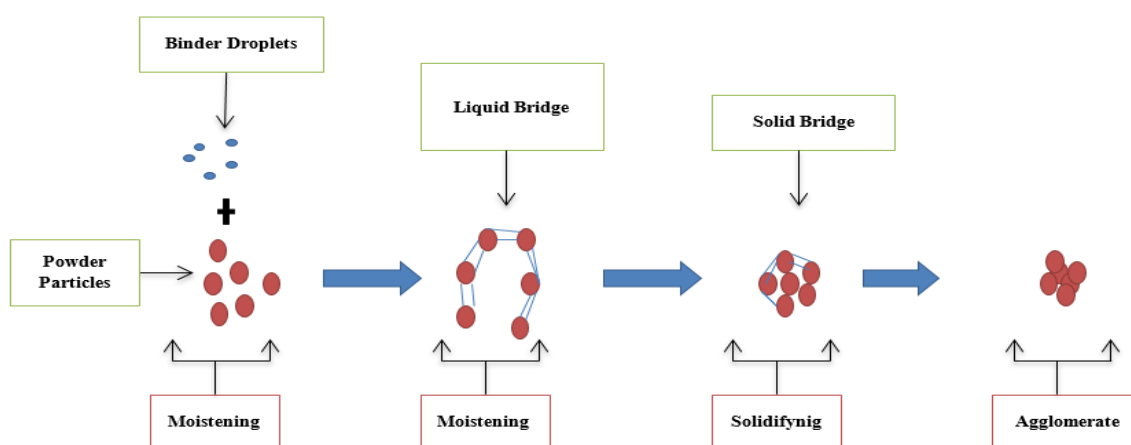 Binder Droplets
Liquid Bridge
Solid Bridge
Powder
Particles
Moistening
Moistening
Solidifynig
Agglomerate